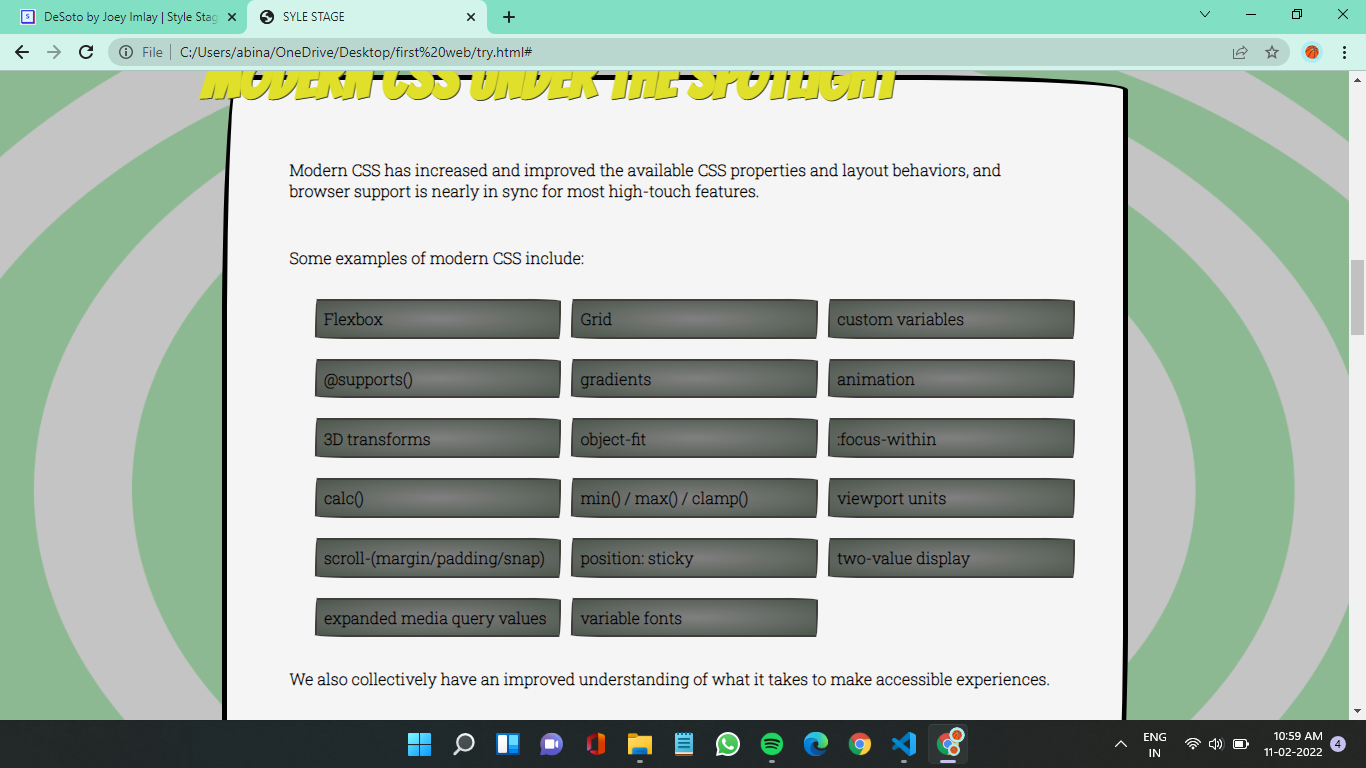 DeSoto by Joey Imlay | Style Stag
SYLE STAGE
File
C:/Users/abina/OneDrive/Desktop/first%20web/try.html#
MODERN CSS UNDER THE SPOTLIGHT
Modern CSS has increased and improved the available CSS properties and layout behaviors, and
browser support is nearly in sync for most high-touch features.
Some examples of modern CSS include:
Flexbox
Grid
custom variables
@supports()
gradients
animation
3D transforms
object-fit
:focus-within
calc()
min() / max() / clamp()
viewport units
scroll-(margin/padding/snap)
position: sticky
two-value display
expanded media query values
variable fonts
We also collectively have an improved understanding of what it takes to make accessible experiences.
ENG
IN
10:59 AM
11-02-2022
4